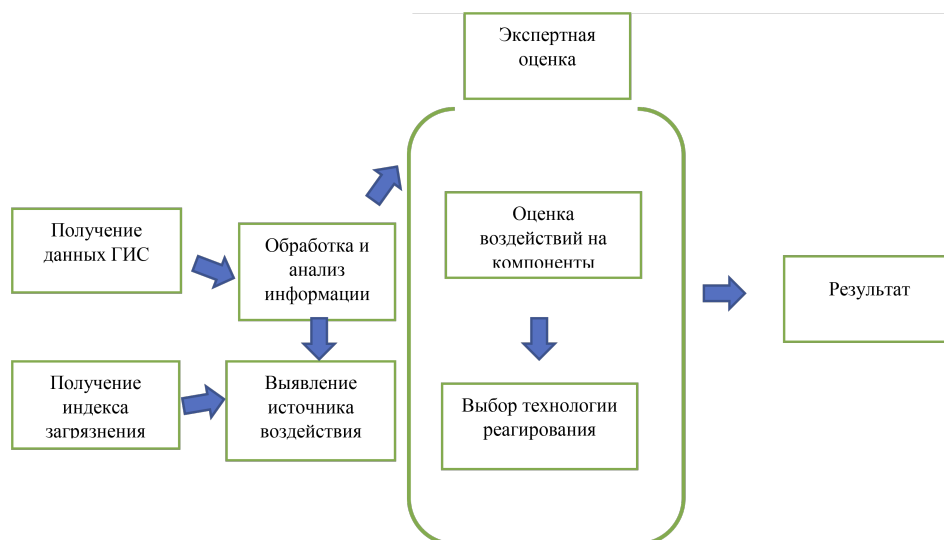 Экспертная
оценка
Получение
данных ГИС
Обработка и
анализ
информации
Оценка
воздействий на
компоненты
Результат
Получение
индекса
загрязнения
Выявление
источника
воздействия
Выбор технологии
реагирования